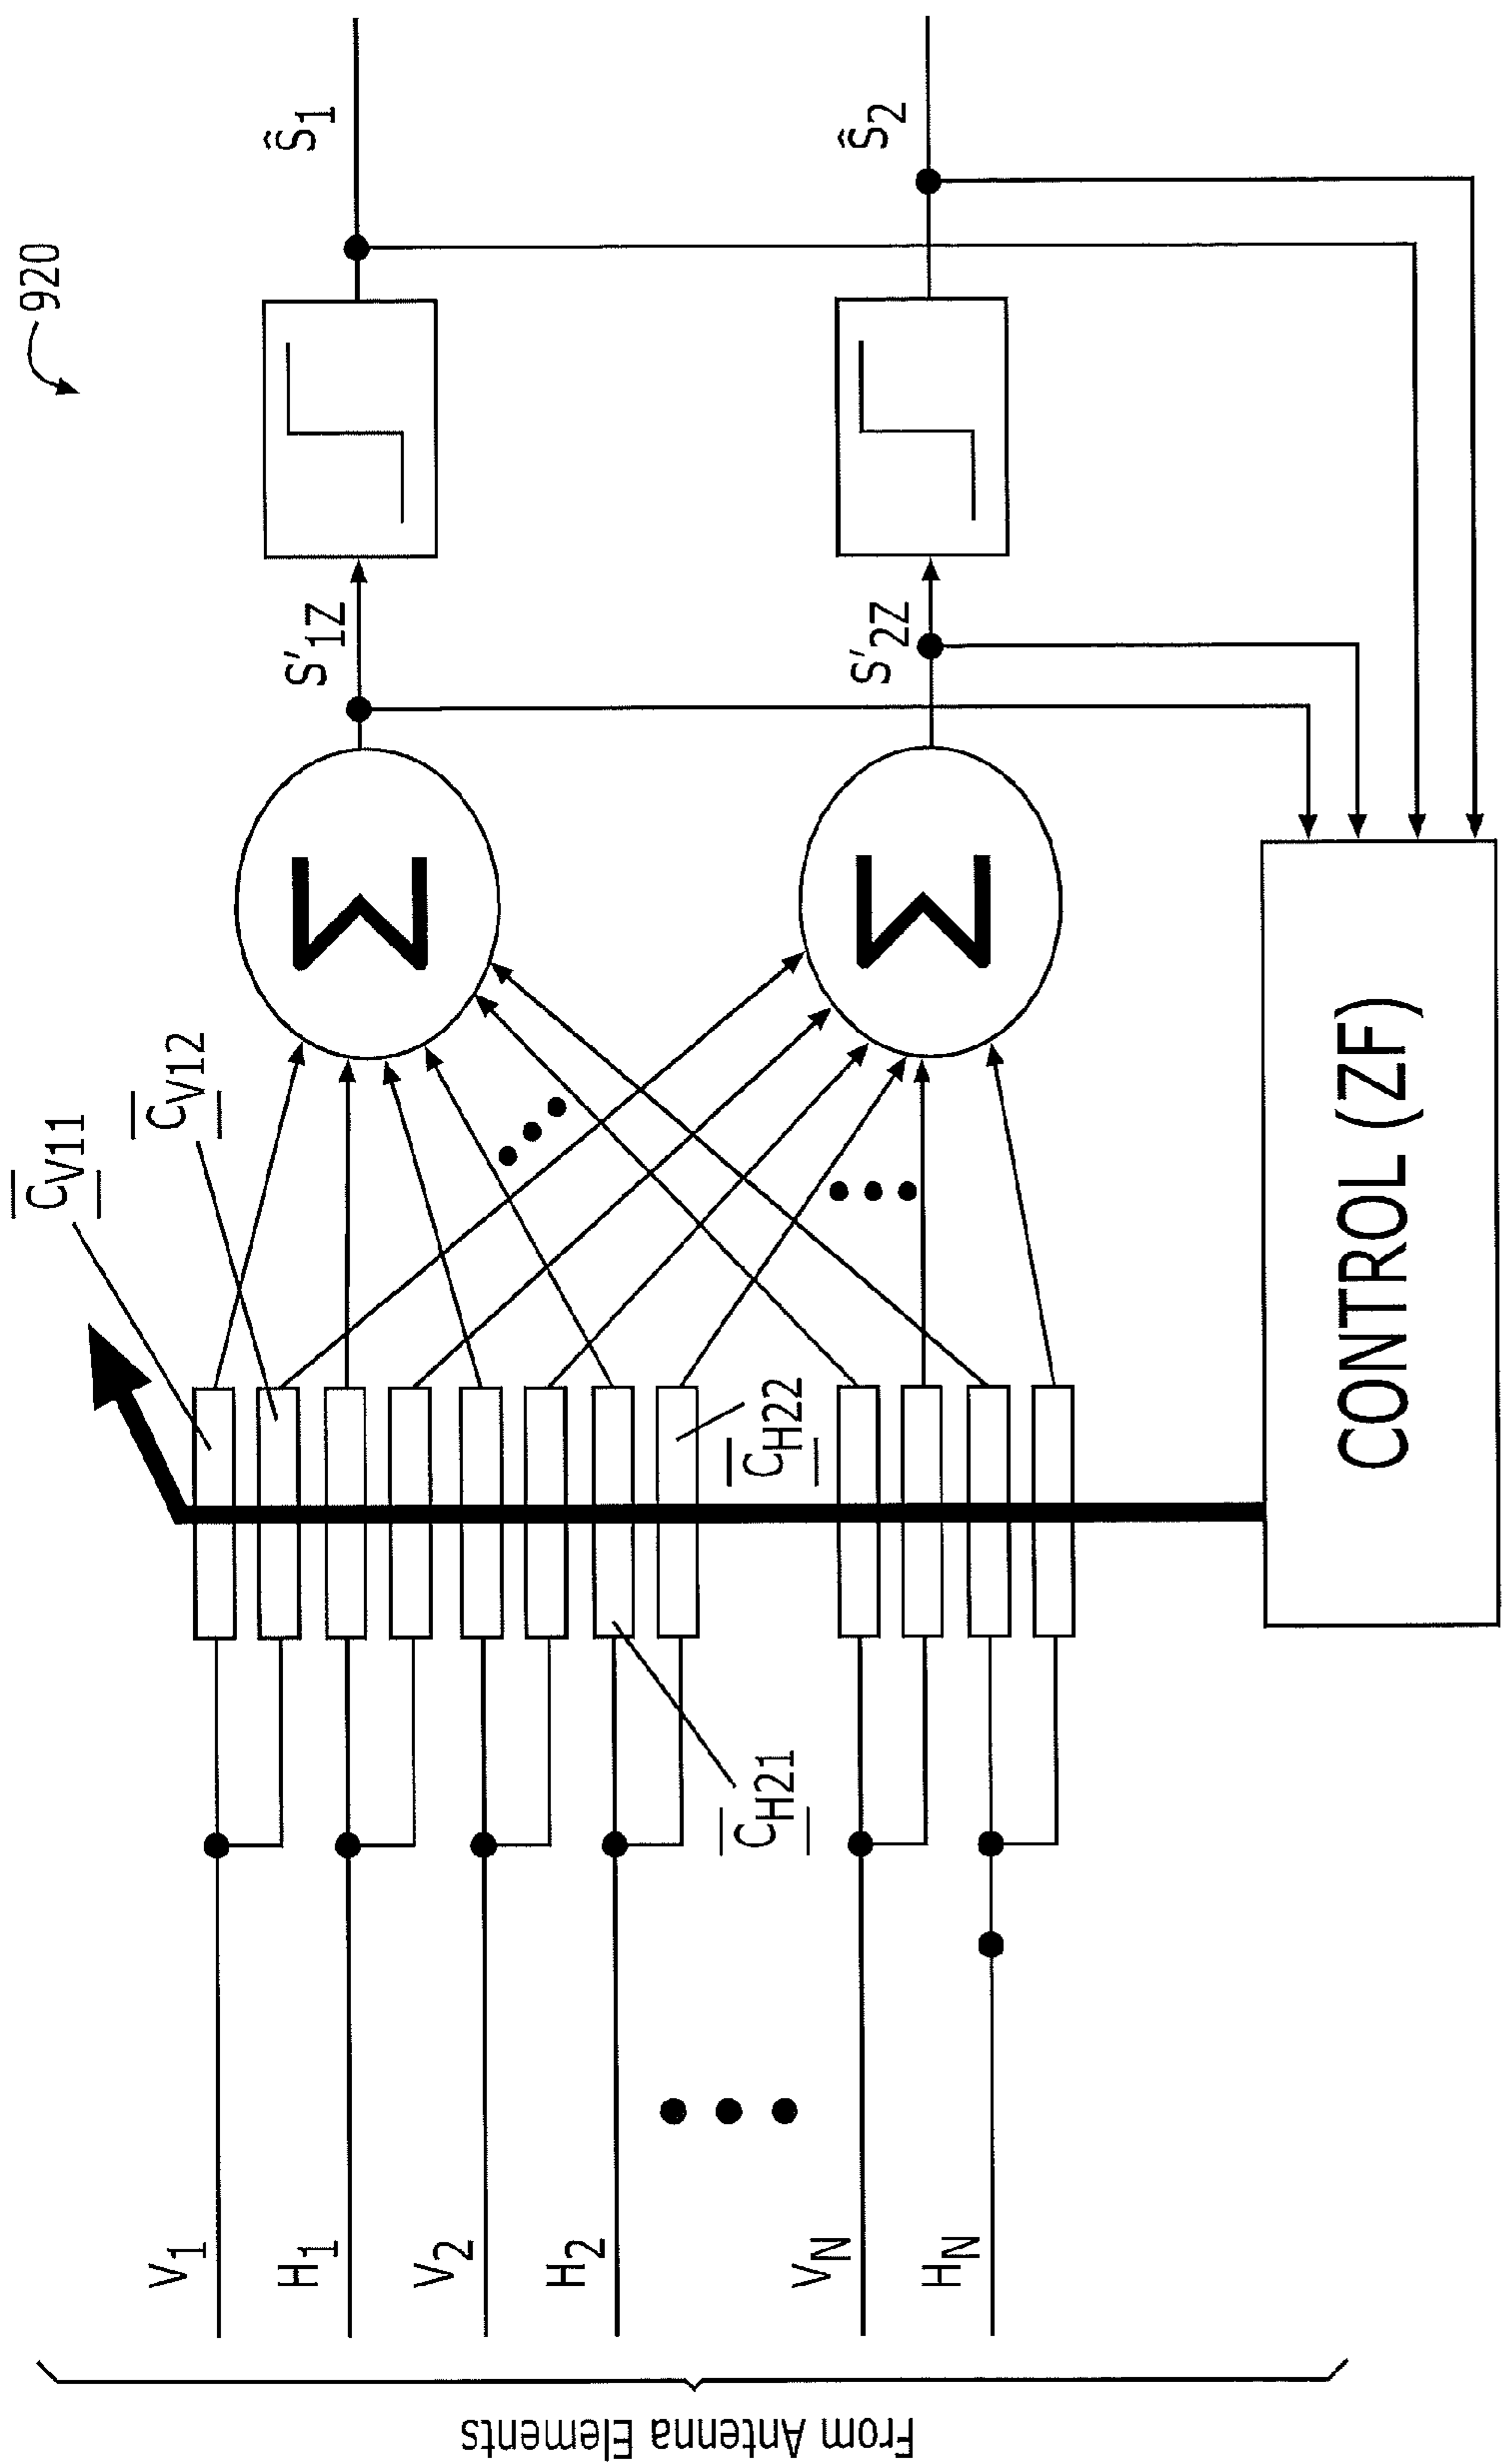 920
C̅V11
C̅V12
Ŝ1
S'1Z
Σ
Ŝ2
S'2Z
Σ
C̅H22
C̅H21
V1
H1
V2
H2
VN
HN
From Antenna Elements
CONTROL (ZF)